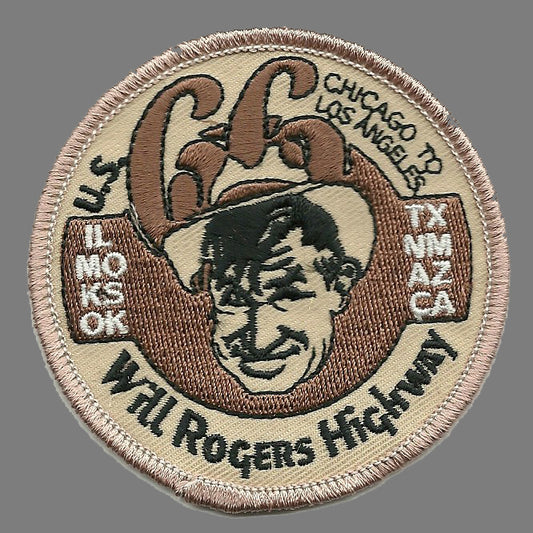 U.S. 66
CHICAGO TO
LOS ANGELES
IL
MO
KS
OK
TX
NM
AZ
CA
Will Rogers Highway